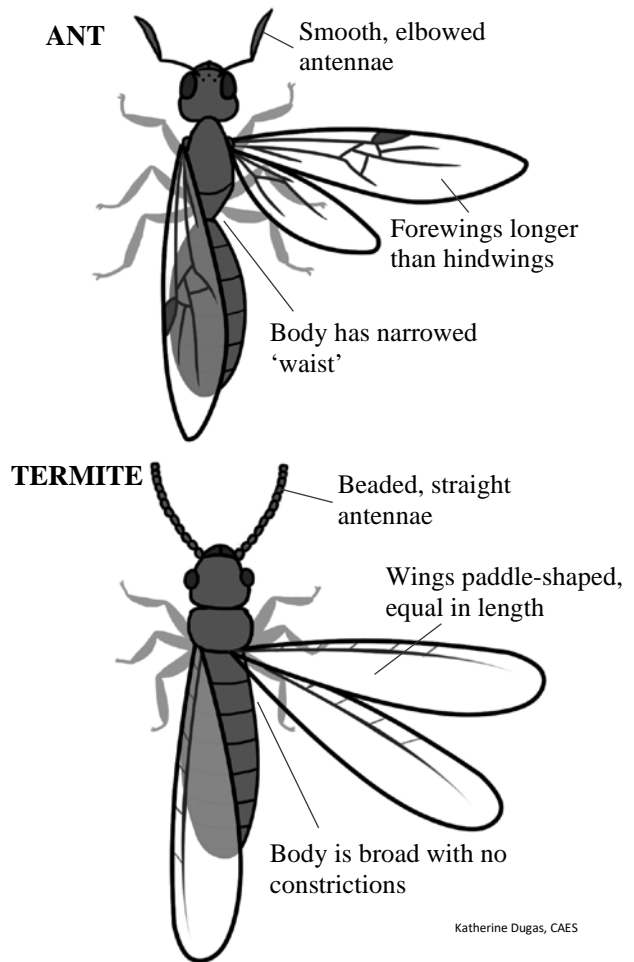 ANT
Smooth, elbowed
antennae
Forewings longer
than hindwings
Body has narrowed
‘waist’
TERMITE
Beaded, straight
antennae
Wings paddle-shaped,
equal in length
Body is broad with no
constrictions
Katherine Dugas, CAES